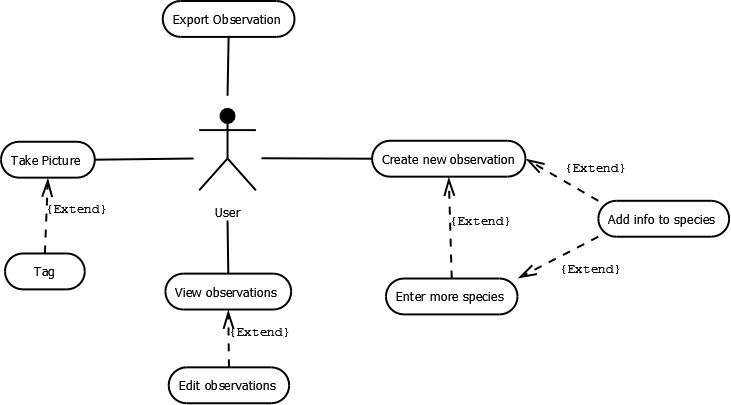 Export Observation
Take Picture
Create new observation
{Extend}
{Extend}
User
{Extend}
Add info to species
Tag
{Extend}
View observations
Enter more species
{Extend}
Edit observations